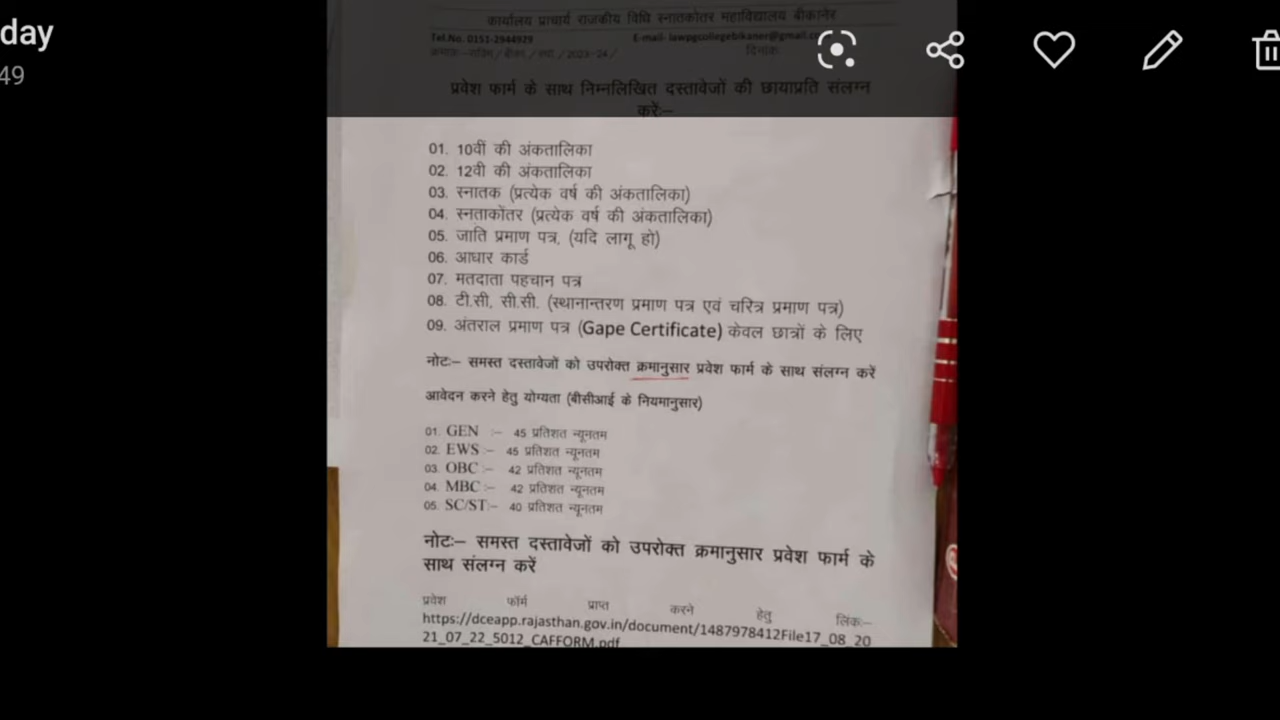 day
49
कार्यालय प्राचार्य राजकीय विधि स्नातकोतर महाविद्यालय बीकानेर
Tel.No. 0151-2944929 E-mail- lawpgcollegebikaner@gmail.co
दिनांक:
प्रवेश फार्म के साथ निम्नलिखित दस्तावेजों की छायाप्रति संलग्न
करें:–
01. 10वीं की अंकतालिका
02. 12वी की अंकतालिका
03. स्नातक (प्रत्येक वर्ष की अंकतालिका)
04. स्नताकोंतर (प्रत्येक वर्ष की अंकतालिका)
05. जाति प्रमाण पत्र, (यदि लागू हो)
06. आधार कार्ड
07. मतदाता पहचान पत्र
08. टी.सी, सी.सी. (स्थानान्तरण प्रमाण पत्र एवं चरित्र प्रमाण पत्र)
09. अंतराल प्रमाण पत्र (Gape Certificate) केवल छात्रों के लिए
नोटः– समस्त दस्तावेजों को उपरोक्त क्रमानुसार प्रवेश फार्म के साथ संलग्न करें
आवेदन करने हेतु योग्यता (बीसीआई के नियमानुसार)
01. GEN :– 45 प्रतिशत न्यूनतम
02. EWS :– 45 प्रतिशत न्यूनतम
03. OBC :– 42 प्रतिशत न्यूनतम
04. MBC :– 42 प्रतिशत न्यूनतम
05. SC/ST:– 40 प्रतिशत न्यूनतम
नोटः– समस्त दस्तावेजों को उपरोक्त क्रमानुसार प्रवेश फार्म के
साथ संलग्न करें
प्रवेश फॉर्म प्राप्त करने हेतु लिंकः–
https://dceapp.rajasthan.gov.in/document/1487978412File17_08_20
21_07_22_5012_CAFFORM.pdf